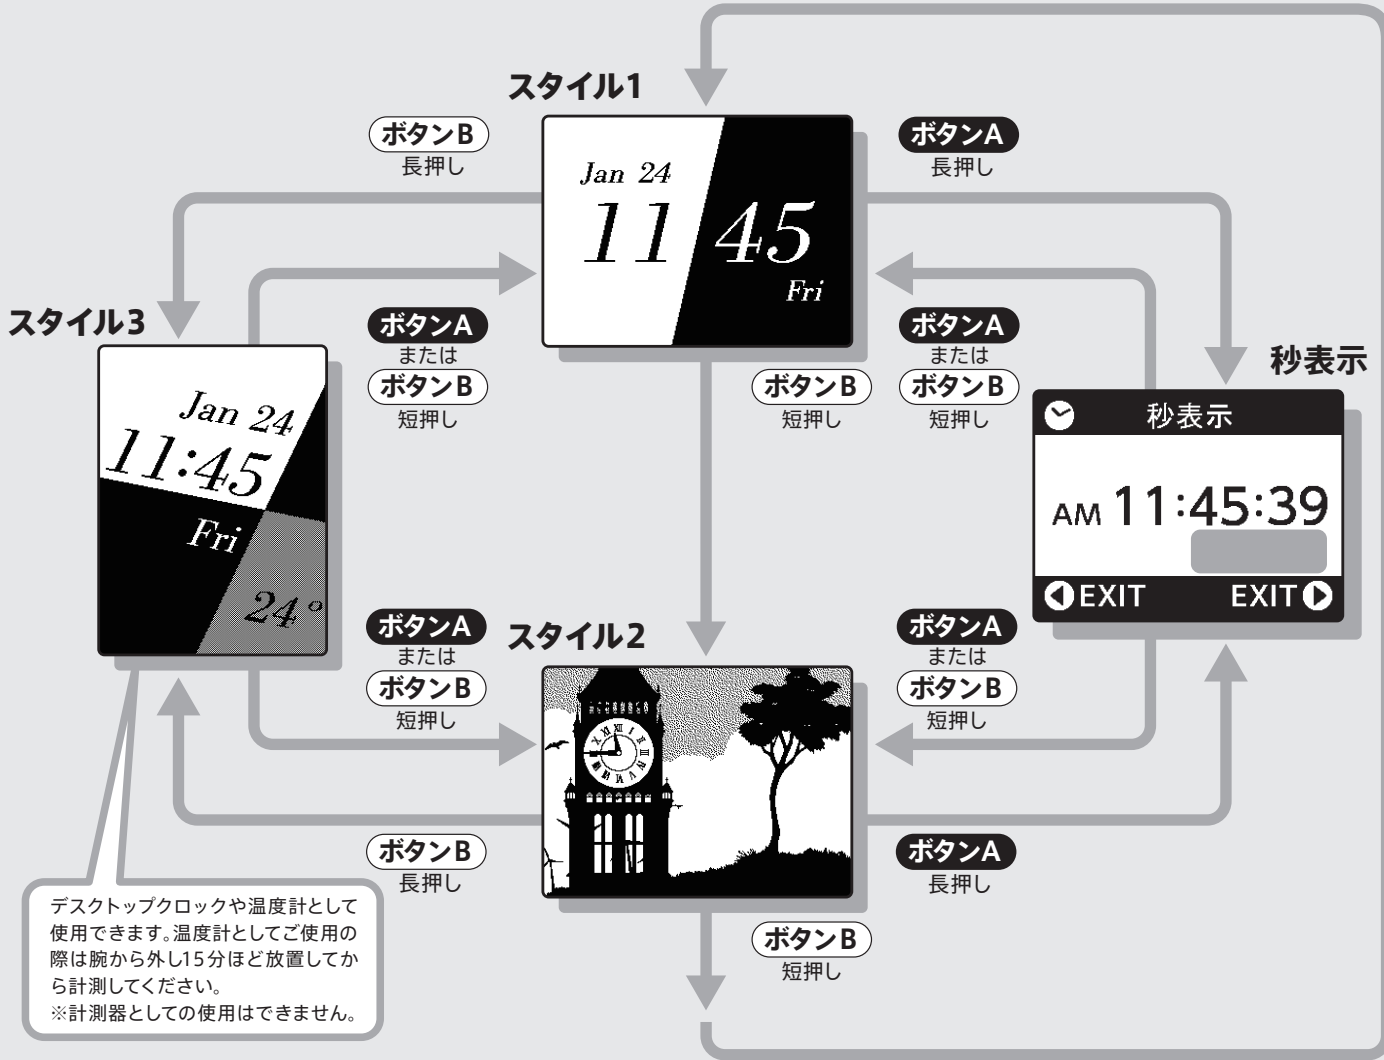 スタイル1
ボタンB
長押し
ボタンA
長押し
Jan 24
11 45
Fri
スタイル3
ボタンA
または
ボタンB
短押し
ボタンB
短押し
ボタンA
または
ボタンB
短押し
秒表示
Jan 24
11:45
Fri
24°
秒表示
AM 11:45:39
EXIT EXIT
ボタンA
または
ボタンB
短押し
スタイル2
ボタンA
または
ボタンB
短押し
ボタンB
長押し
ボタンA
長押し
デスクトップクロックや温度計として
使用できます。温度計としてご使用の
際は腕から外し15分ほど放置してか
ら計測してください。
※計測器としての使用はできません。
ボタンB
短押し